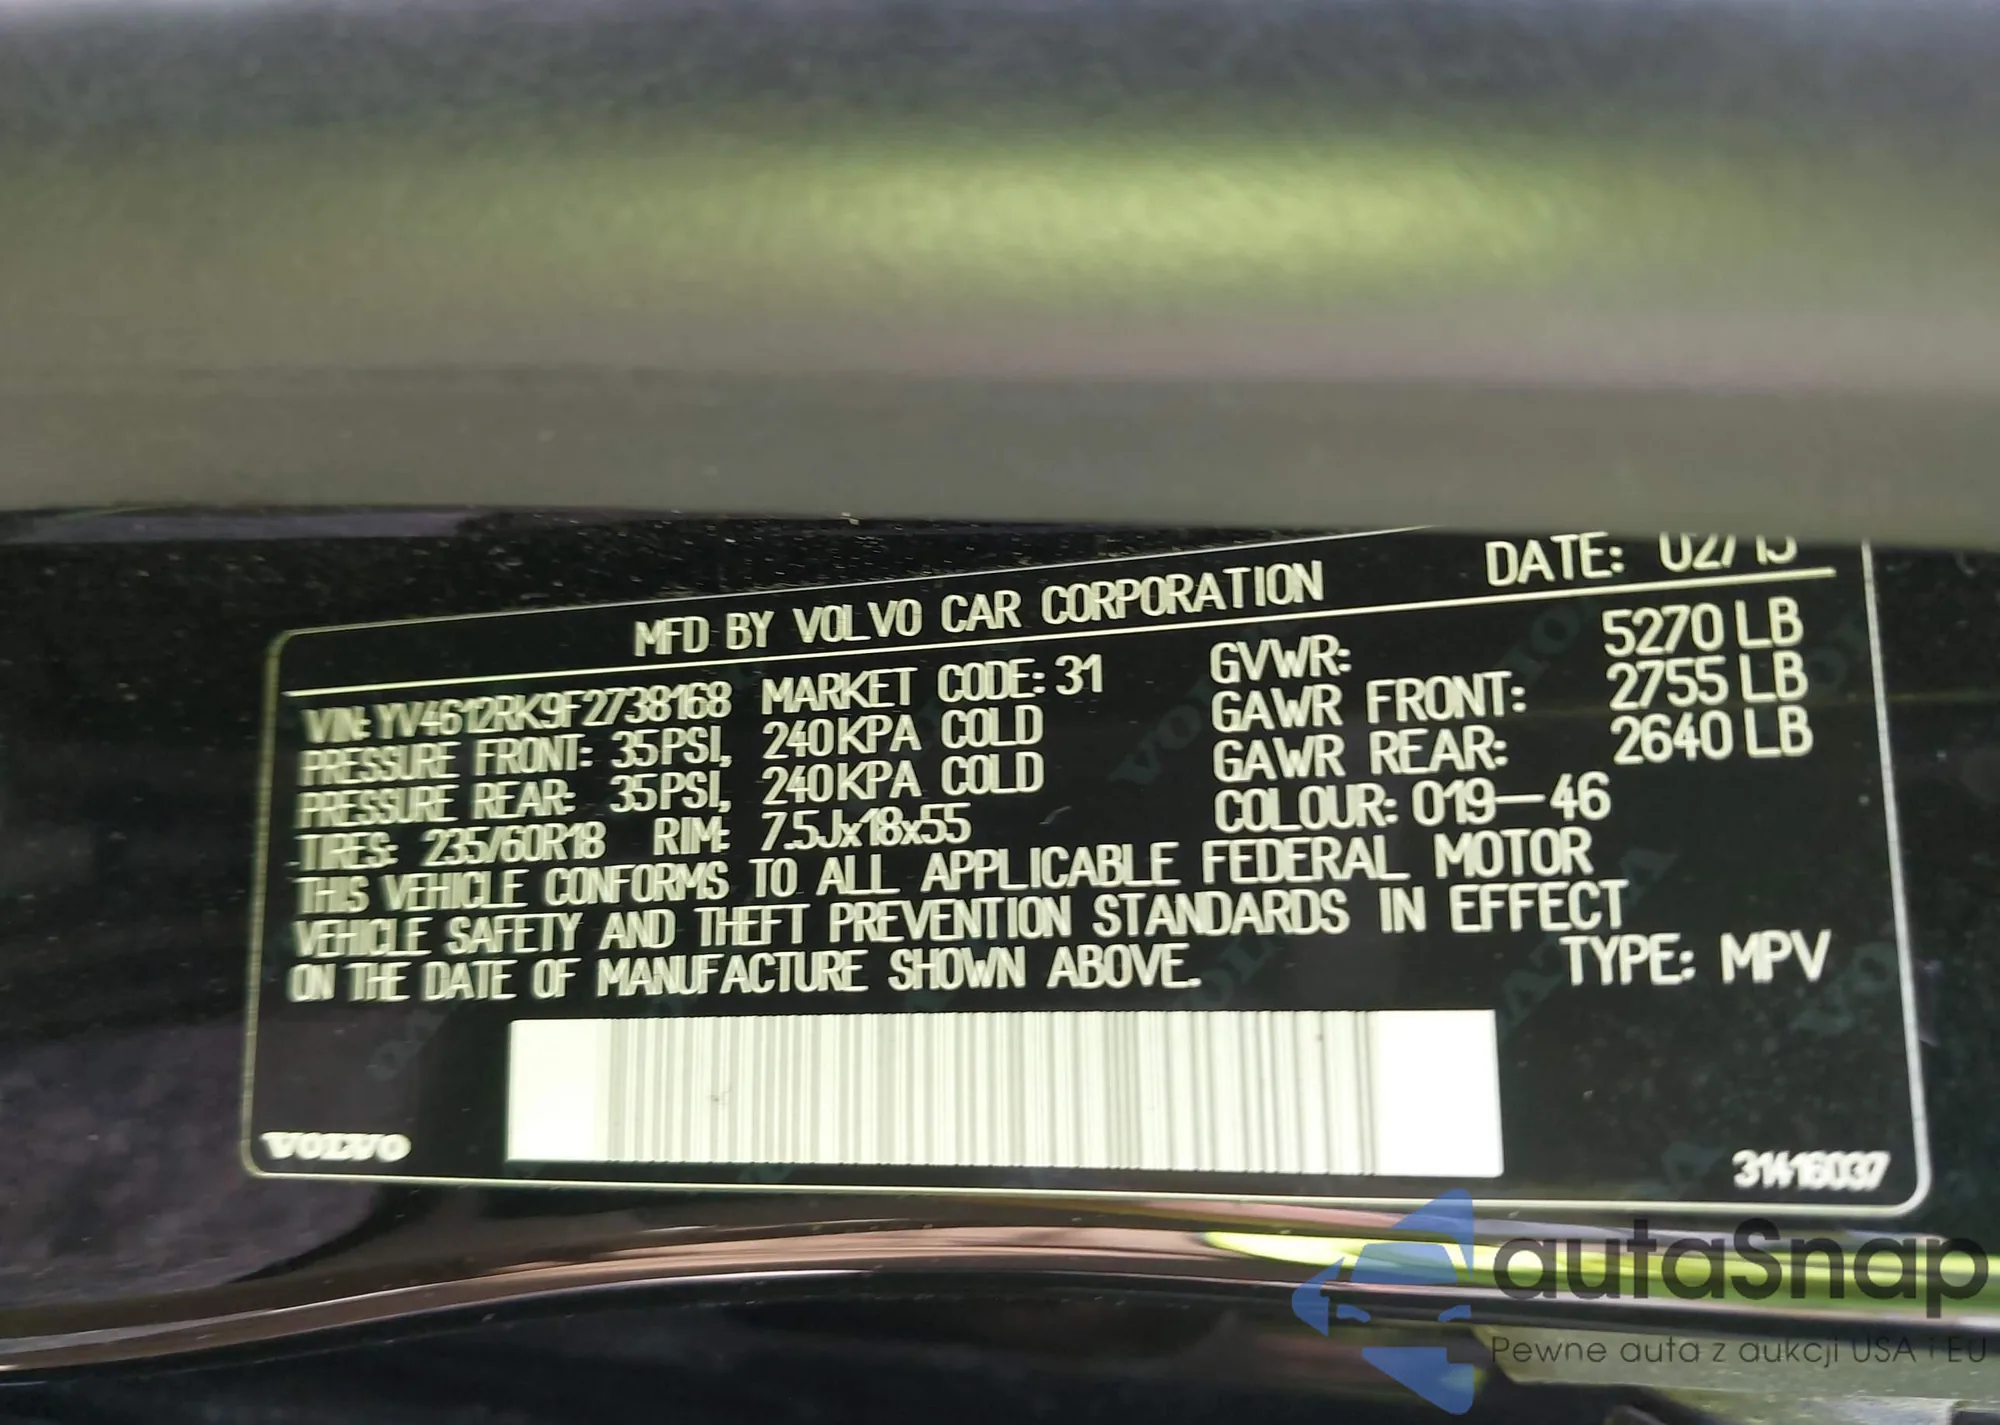 MFD BY VOLVO CAR CORPORATION DATE: 02/15
VIN: YV4612RK9F2738168 MARKET CODE: 31 GVWR: 5270 LB
PRESSURE FRONT: 35PSI, 240KPA COLD GAWR FRONT: 2755 LB
PRESSURE REAR: 35PSI, 240KPA COLD GAWR REAR: 2640 LB
TIRES: 235/60R18 RIM: 7.5Jx18x55 COLOUR: 019-46
THIS VEHICLE CONFORMS TO ALL APPLICABLE FEDERAL MOTOR
VEHICLE SAFETY AND THEFT PREVENTION STANDARDS IN EFFECT
ON THE DATE OF MANUFACTURE SHOWN ABOVE. TYPE: MPV
VOLVO 31416037
autaSnap
Pewne auta z aukcji USA i EU